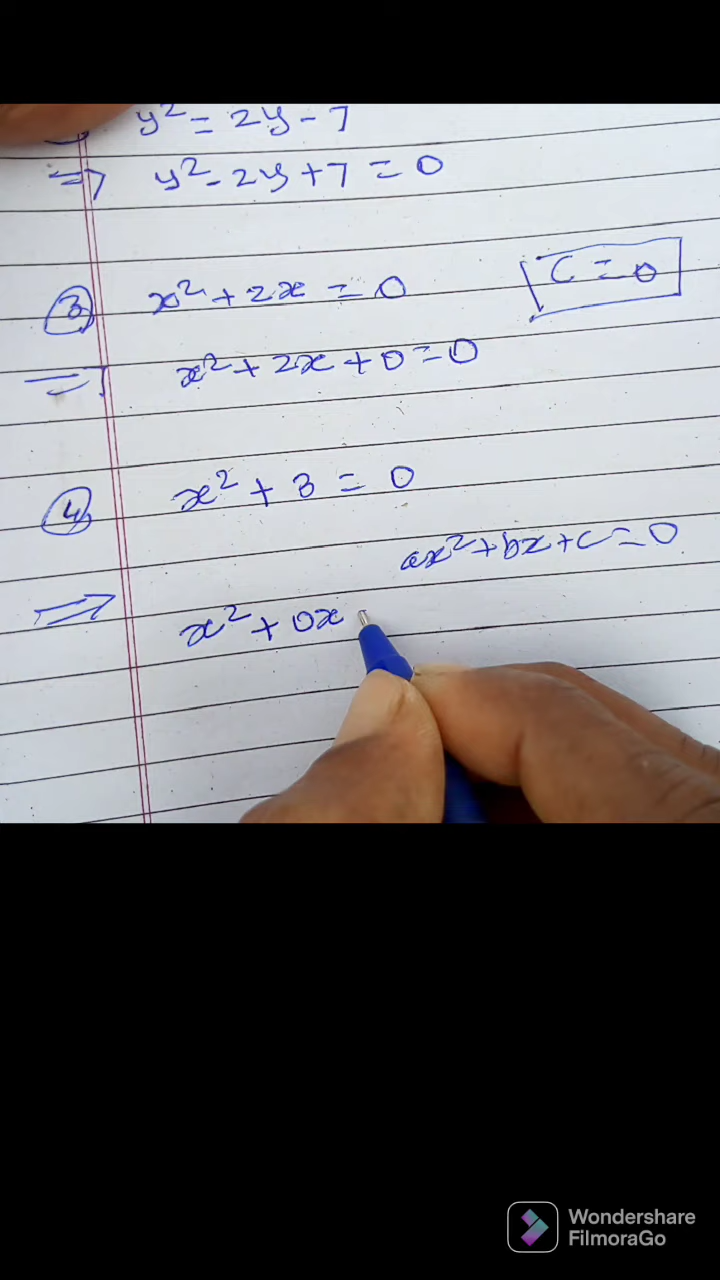 y² = 2y - 7
=> y² - 2y + 7 = 0
③ x² + 2x = 0
C = 0
=> x² + 2x + 0 = 0
④ x² + 3 = 0
ax² + bx + c = 0
=> x² + 0x
Wondershare
FilmoraGo